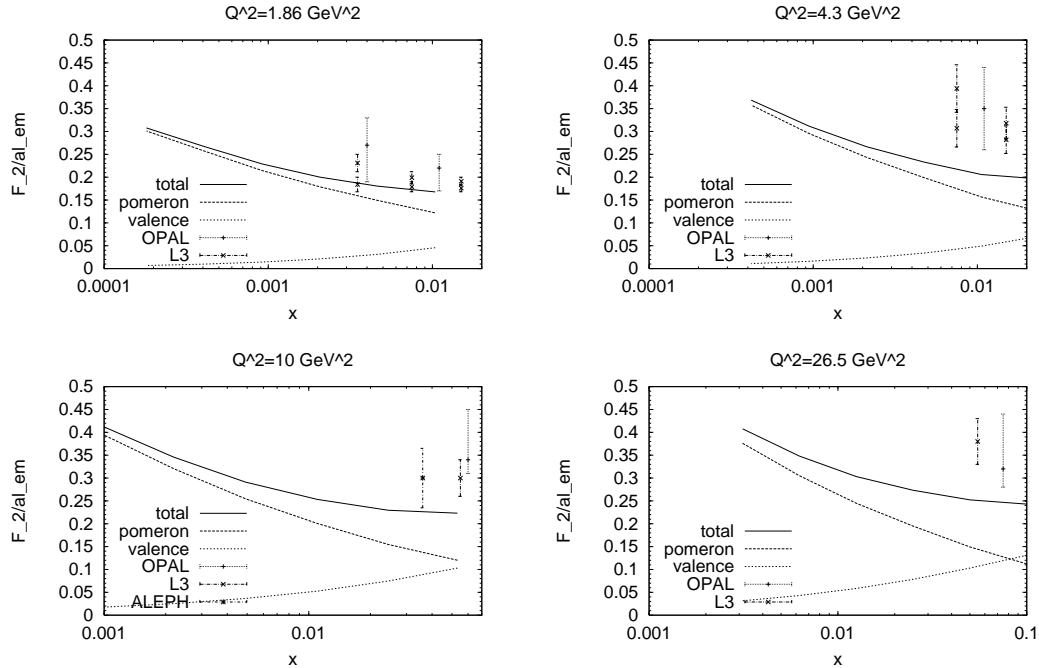 Q^2=1.86 GeV^2
F_2/al_em
0.5
0.45
0.4
0.35
0.3
0.25
0.2
0.15
0.1
0.05
0
total
pomeron
valence
OPAL
L3
0.0001
0.001
0.01
x
Q^2=4.3 GeV^2
F_2/al_em
0.5
0.45
0.4
0.35
0.3
0.25
0.2
0.15
0.1
0.05
0
total
pomeron
valence
OPAL
L3
0.0001
0.001
0.01
0.1
x
Q^2=10 GeV^2
F_2/al_em
0.5
0.45
0.4
0.35
0.3
0.25
0.2
0.15
0.1
0.05
0
total
pomeron
valence
OPAL
L3
ALEPH
0.001
0.01
x
Q^2=26.5 GeV^2
F_2/al_em
0.5
0.45
0.4
0.35
0.3
0.25
0.2
0.15
0.1
0.05
0
total
pomeron
valence
OPAL
L3
0.001
0.01
0.1
x